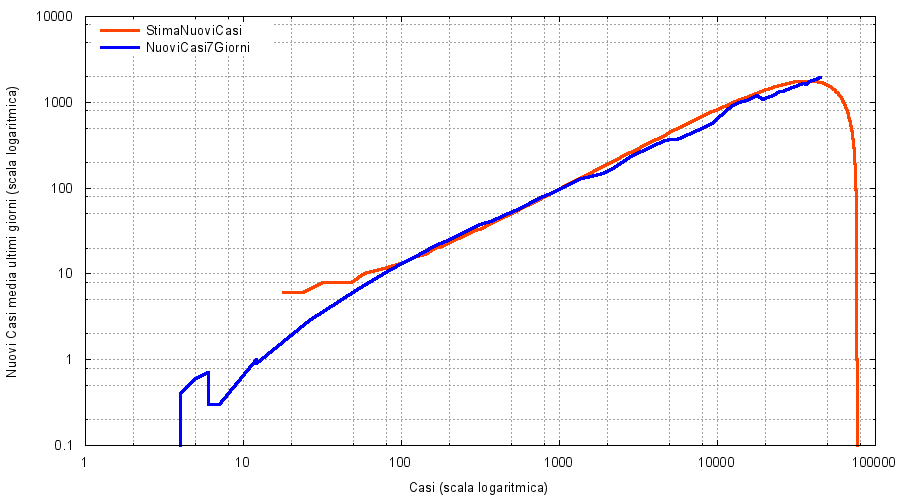 10000
1000
100
10
1
0.1
StimaNuoviCasi
NuoviCasi7Giorni
Nuovi Casi media ultimi giorni (scala logaritmica)
1 10 100 1000 10000 100000
Casi (scala logaritmica)